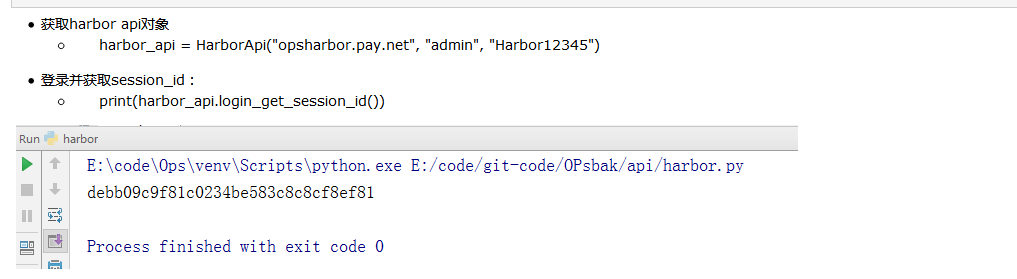 获取harbor api对象
harbor_api = HarborApi("opsharbor.pay.net", "admin", "Harbor12345")
登录并获取session_id：
print(harbor_api.login_get_session_id())
Run harbor
E:\code\Ops\venv\Scripts\python.exe E:/code/git-code/OPsbak/api/harbor.py
debb09c9f81c0234be583c8c8cf8ef81
Process finished with exit code 0